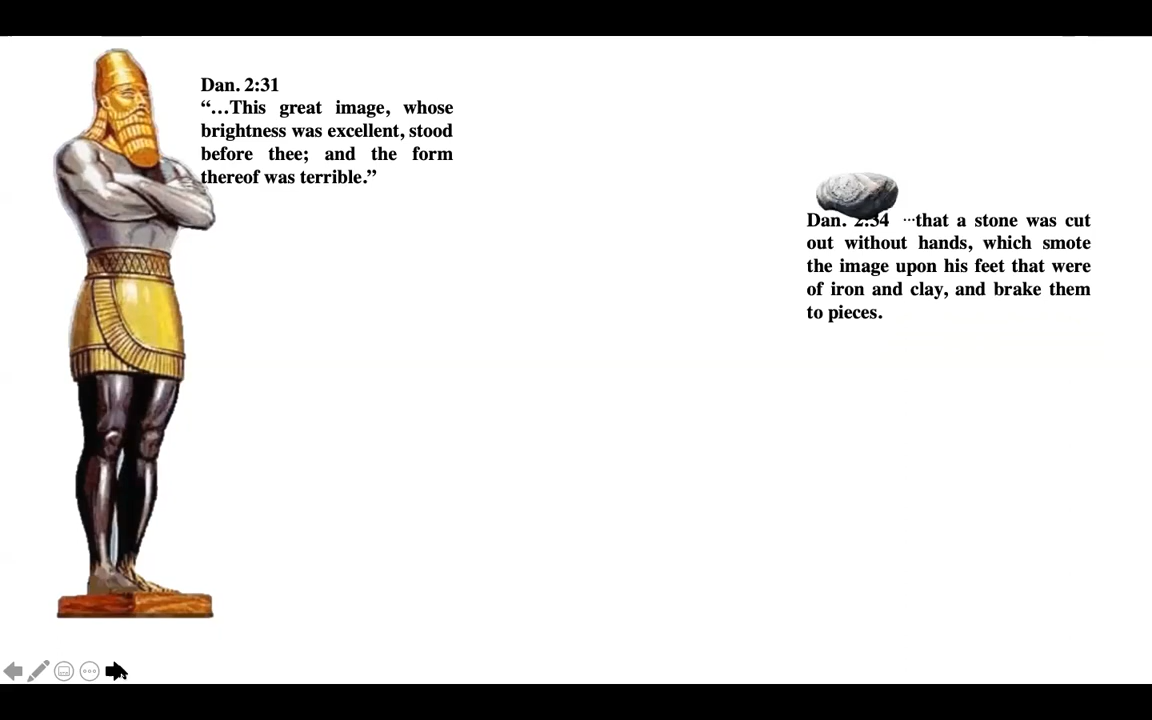 Dan. 2:31
“…This great image, whose
brightness was excellent, stood
before thee; and the form
thereof was terrible.”
Dan. 2:34 …that a stone was cut
out without hands, which smote
the image upon his feet that were
of iron and clay, and brake them
to pieces.